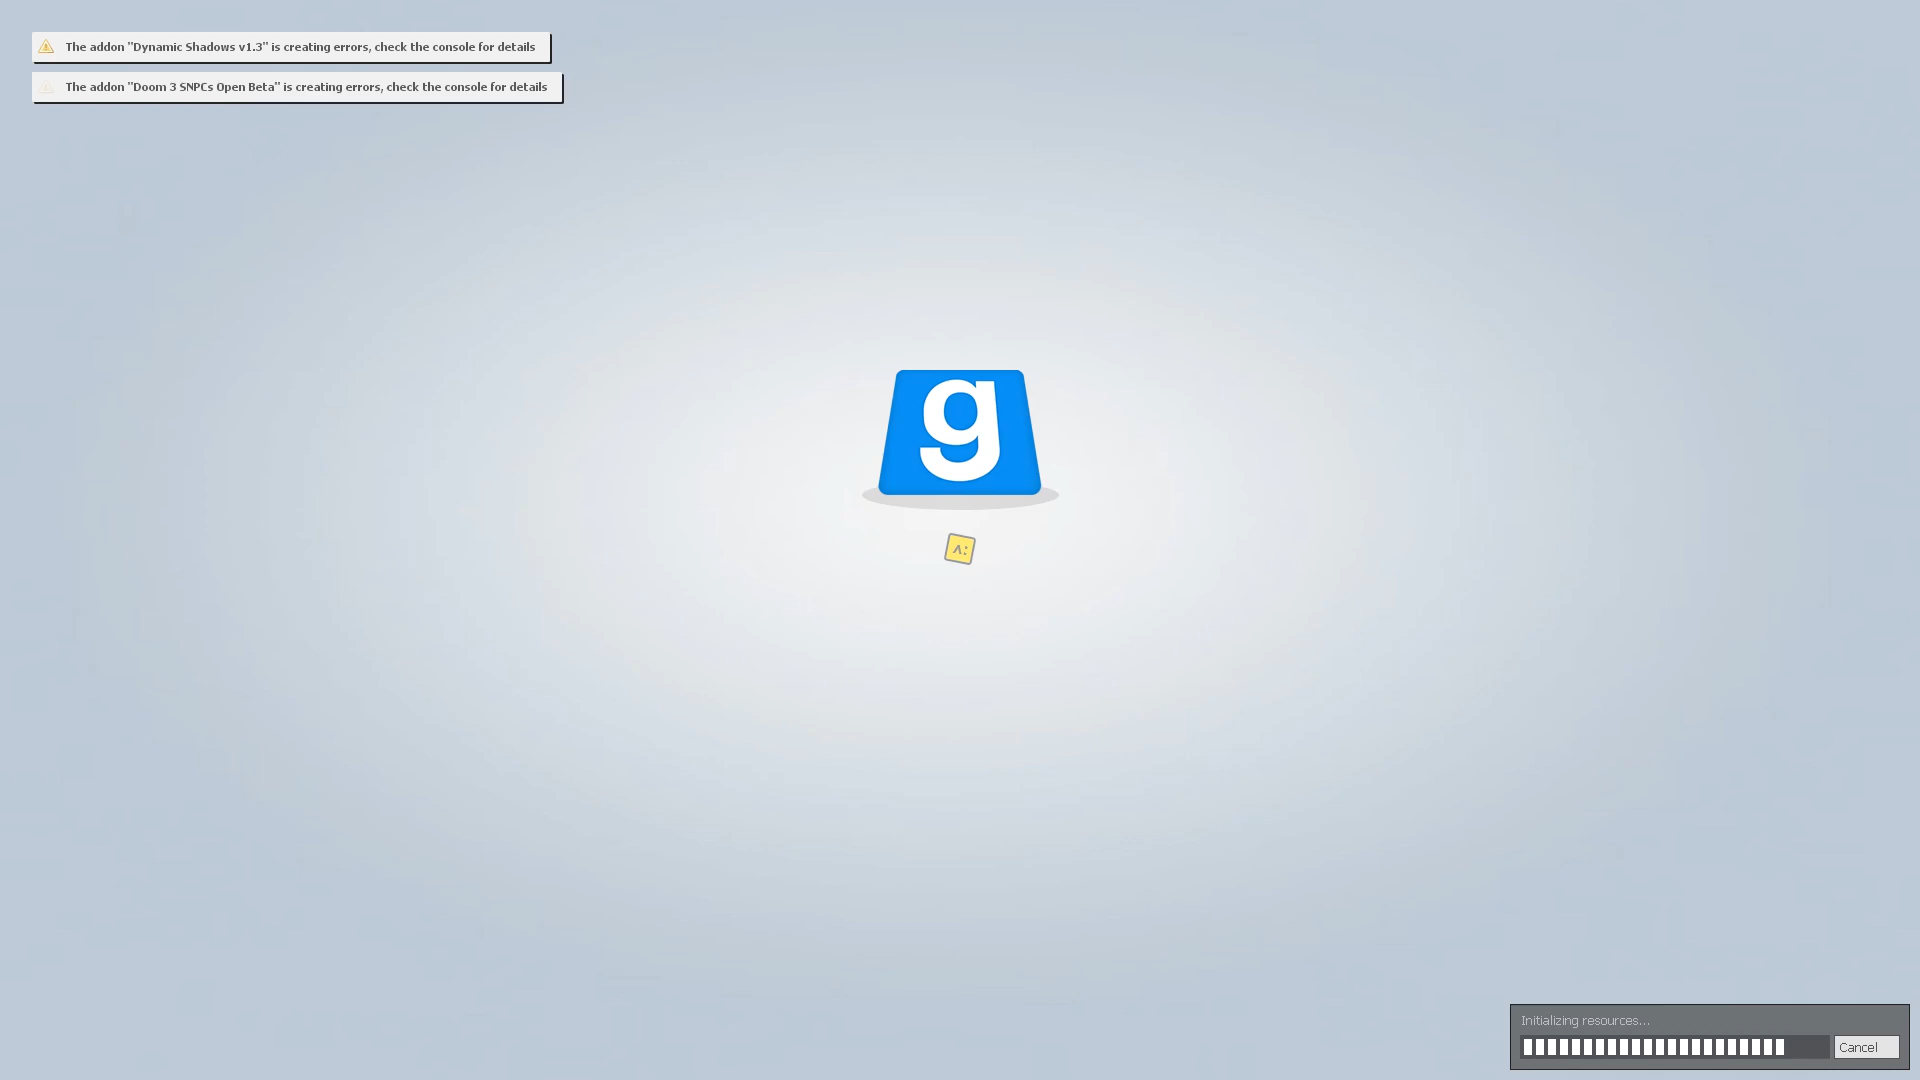 The addon "Dynamic Shadows v1.3" is creating errors, check the console for details
The addon "Doom 3 SNPCs Open Beta" is creating errors, check the console for details
g
Initializing resources...
Cancel